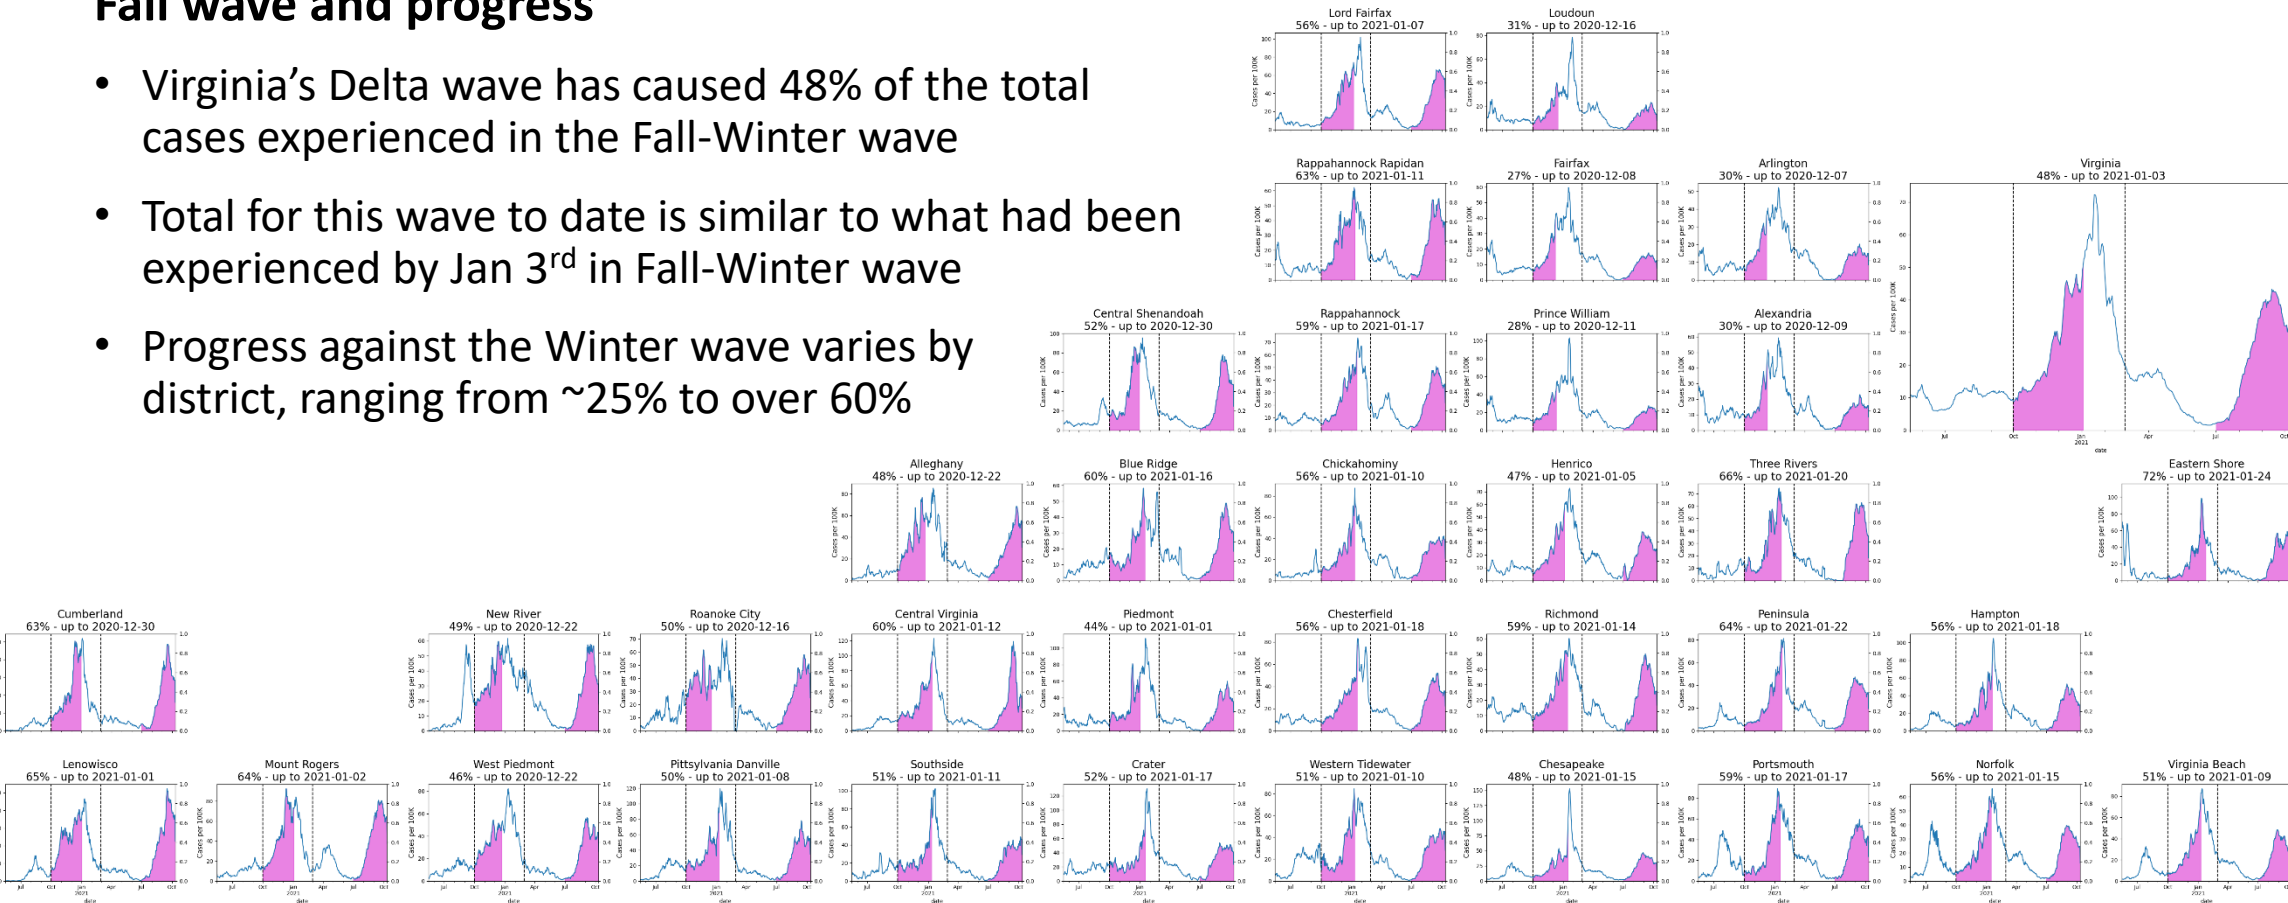 Fall wave and progress
• Virginia’s Delta wave has caused 48% of the total
cases experienced in the Fall-Winter wave
• Total for this wave to date is similar to what had been
experienced by Jan 3rd in Fall-Winter wave
• Progress against the Winter wave varies by
district, ranging from ~25% to over 60%
Lord Fairfax
56% - up to 2021-01-07
Loudoun
31% - up to 2020-12-16
Rappahannock Rapidan
63% - up to 2021-01-11
Fairfax
27% - up to 2020-12-08
Arlington
30% - up to 2020-12-07
Virginia
48% - up to 2021-01-03
Cases per 100K
Jul Oct Jan Apr Jul Oct
2021
date
Central Shenandoah
52% - up to 2020-12-30
Rappahannock
59% - up to 2021-01-17
Prince William
28% - up to 2020-12-11
Alexandria
30% - up to 2020-12-09
Alleghany
48% - up to 2020-12-22
Blue Ridge
60% - up to 2021-01-16
Chickahominy
56% - up to 2021-01-10
Henrico
47% - up to 2021-01-05
Three Rivers
66% - up to 2021-01-20
Eastern Shore
72% - up to 2021-01-24
Cumberland
63% - up to 2020-12-30
New River
49% - up to 2020-12-22
Roanoke City
50% - up to 2020-12-16
Central Virginia
60% - up to 2021-01-12
Piedmont
44% - up to 2021-01-01
Chesterfield
56% - up to 2021-01-18
Richmond
59% - up to 2021-01-14
Peninsula
64% - up to 2021-01-22
Hampton
56% - up to 2021-01-18
Lenowisco
65% - up to 2021-01-01
Mount Rogers
64% - up to 2021-01-02
West Piedmont
46% - up to 2020-12-22
Pittsylvania Danville
50% - up to 2021-01-08
Southside
51% - up to 2021-01-11
Crater
52% - up to 2021-01-17
Western Tidewater
51% - up to 2021-01-10
Chesapeake
48% - up to 2021-01-15
Portsmouth
59% - up to 2021-01-17
Norfolk
56% - up to 2021-01-15
Virginia Beach
51% - up to 2021-01-09